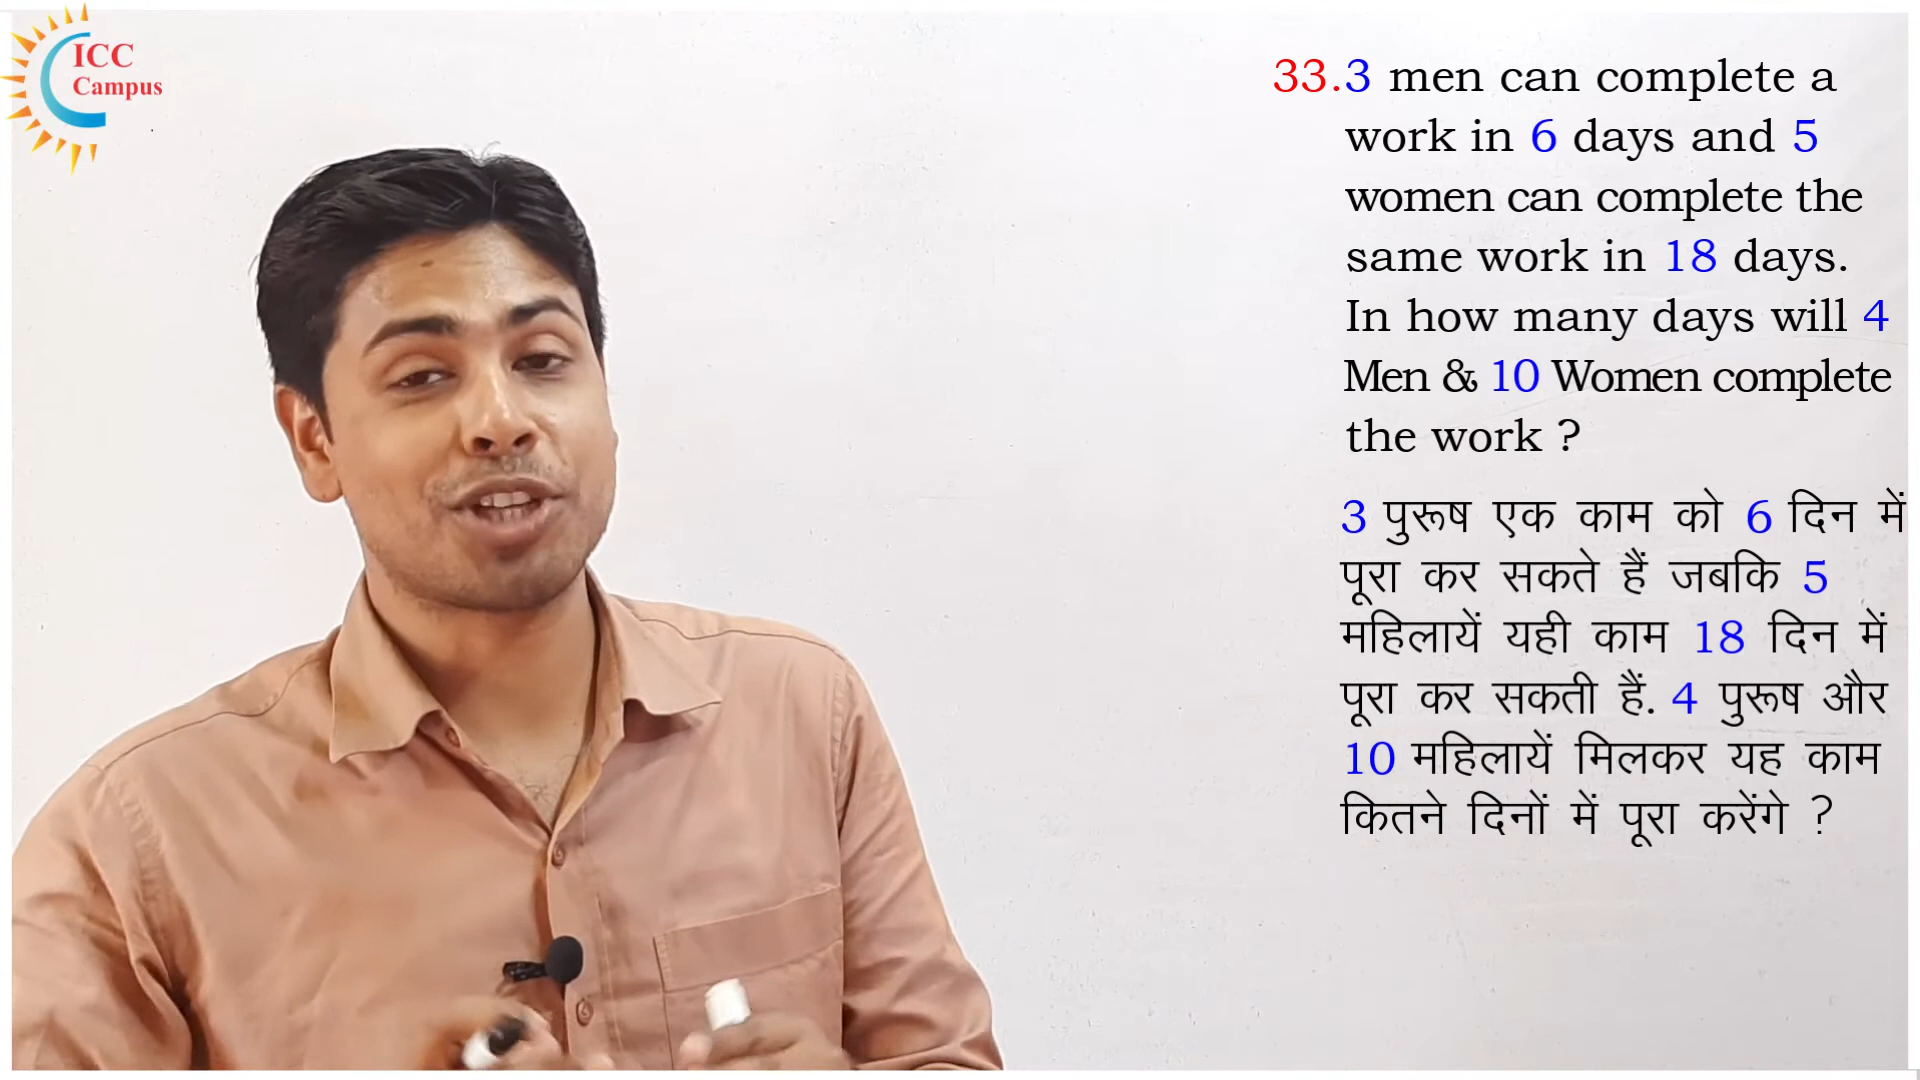 ICC
Campus
33.3 men can complete a
work in 6 days and 5
women can complete the
same work in 18 days.
In how many days will 4
Men & 10 Women complete
the work ?
3 पुरूष एक काम को 6 दिन में
पूरा कर सकते हैं जबकि 5
महिलायें यही काम 18 दिन में
पूरा कर सकती हैं. 4 पुरूष और
10 महिलायें मिलकर यह काम
कितने दिनों में पूरा करेंगे ?